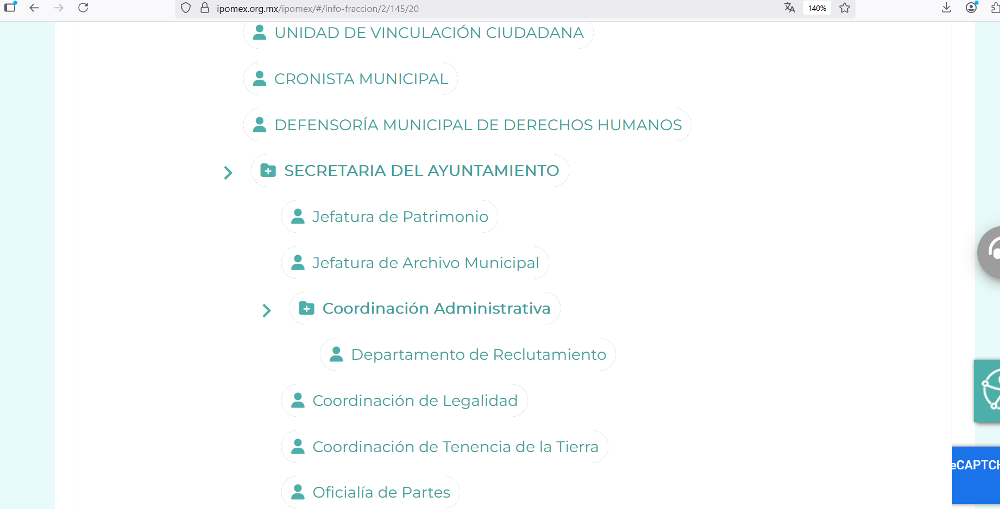 ipomex.org.mx/ipomex/#/info-fraccion/2/145/20
140%
UNIDAD DE VINCULACIÓN CIUDADANA
CRONISTA MUNICIPAL
DEFENSORÍA MUNICIPAL DE DERECHOS HUMANOS
SECRETARIA DEL AYUNTAMIENTO
Jefatura de Patrimonio
Jefatura de Archivo Municipal
Coordinación Administrativa
Departamento de Reclutamiento
Coordinación de Legalidad
Coordinación de Tenencia de la Tierra
eCAPTCH
Oficialía de Partes